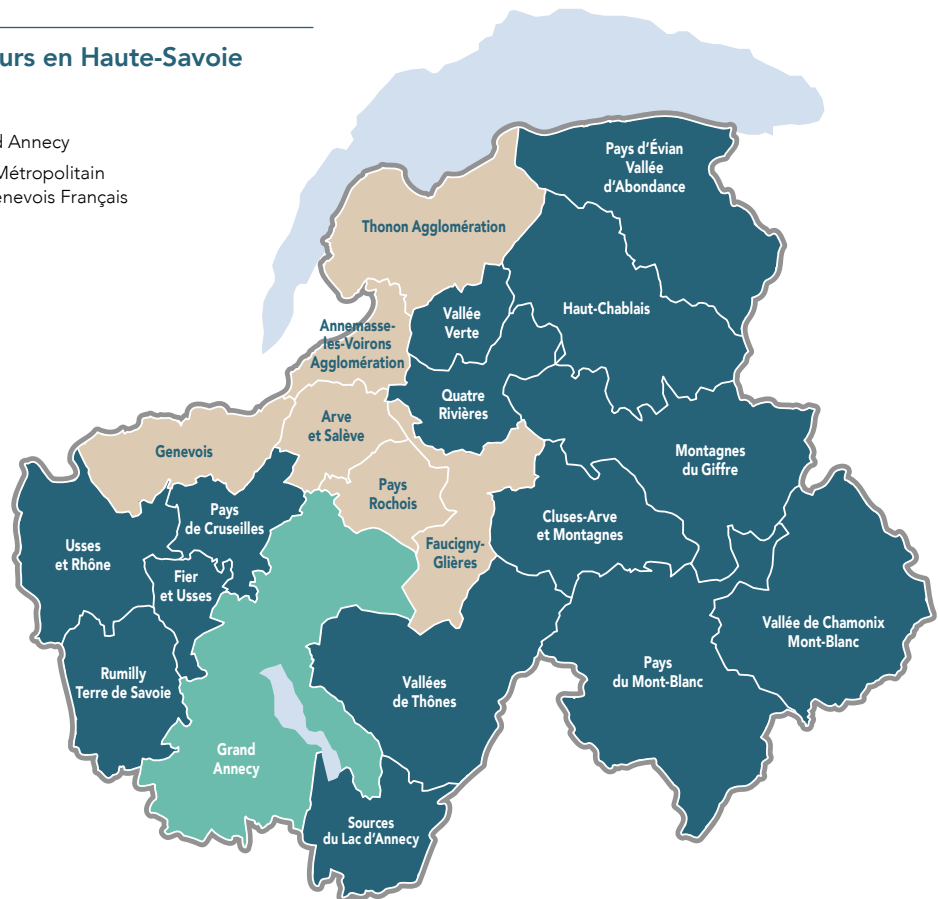 urs en Haute-Savoie
d Annecy
Métropolitain
enevois Français
Pays d'Évian
Vallée
d'Abondance
Thonon Agglomération
Haut-Chablais
Vallée
Verte
Annemasse-
les-Voirons
Agglomération
Quatre
Rivières
Arve
et Salève
Genevois
Montagnes
du Giffre
Pays
Rochois
Pays
de Cruseilles
Cluses-Arve
et Montagnes
Faucigny-
Glières
Usses
et Rhône
Fier
et Usses
Vallée de Chamonix
Mont-Blanc
Pays
du Mont-Blanc
Rumilly
Terre de Savoie
Vallées
de Thônes
Grand
Annecy
Sources
du Lac d'Annecy